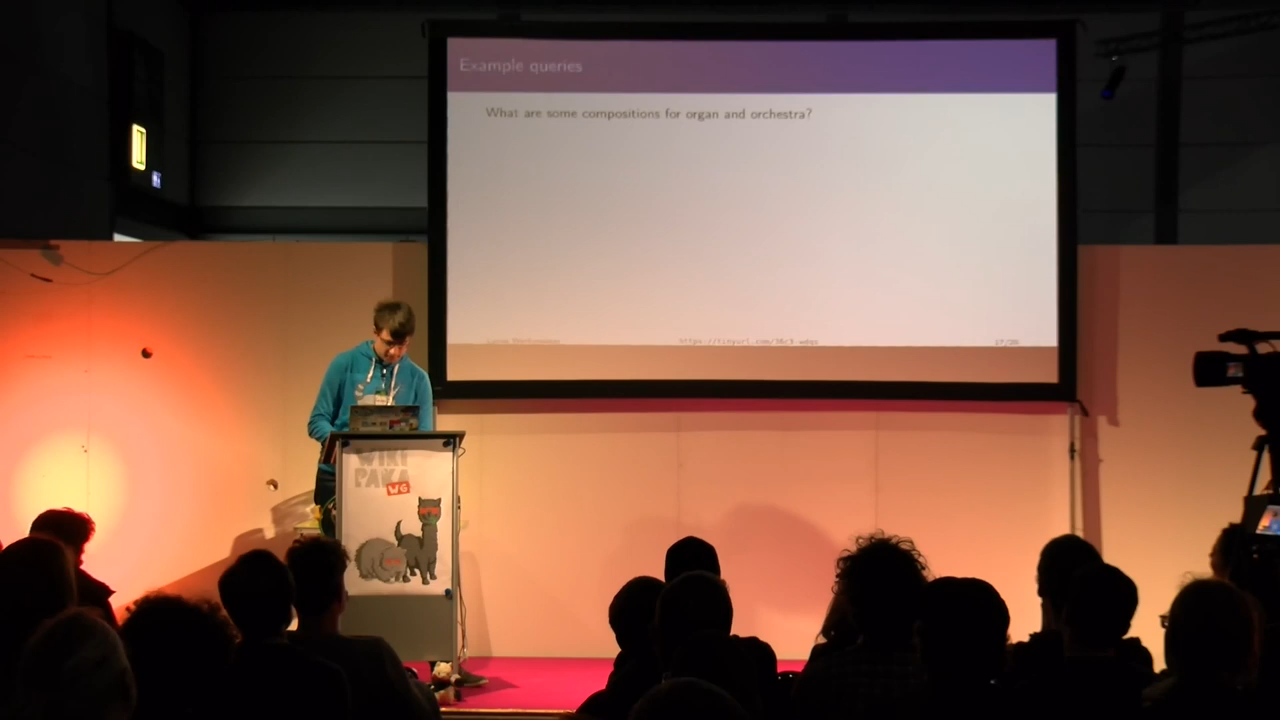 Example queries
What are some compositions for organ and orchestra?
WIKI
PAKA
WG